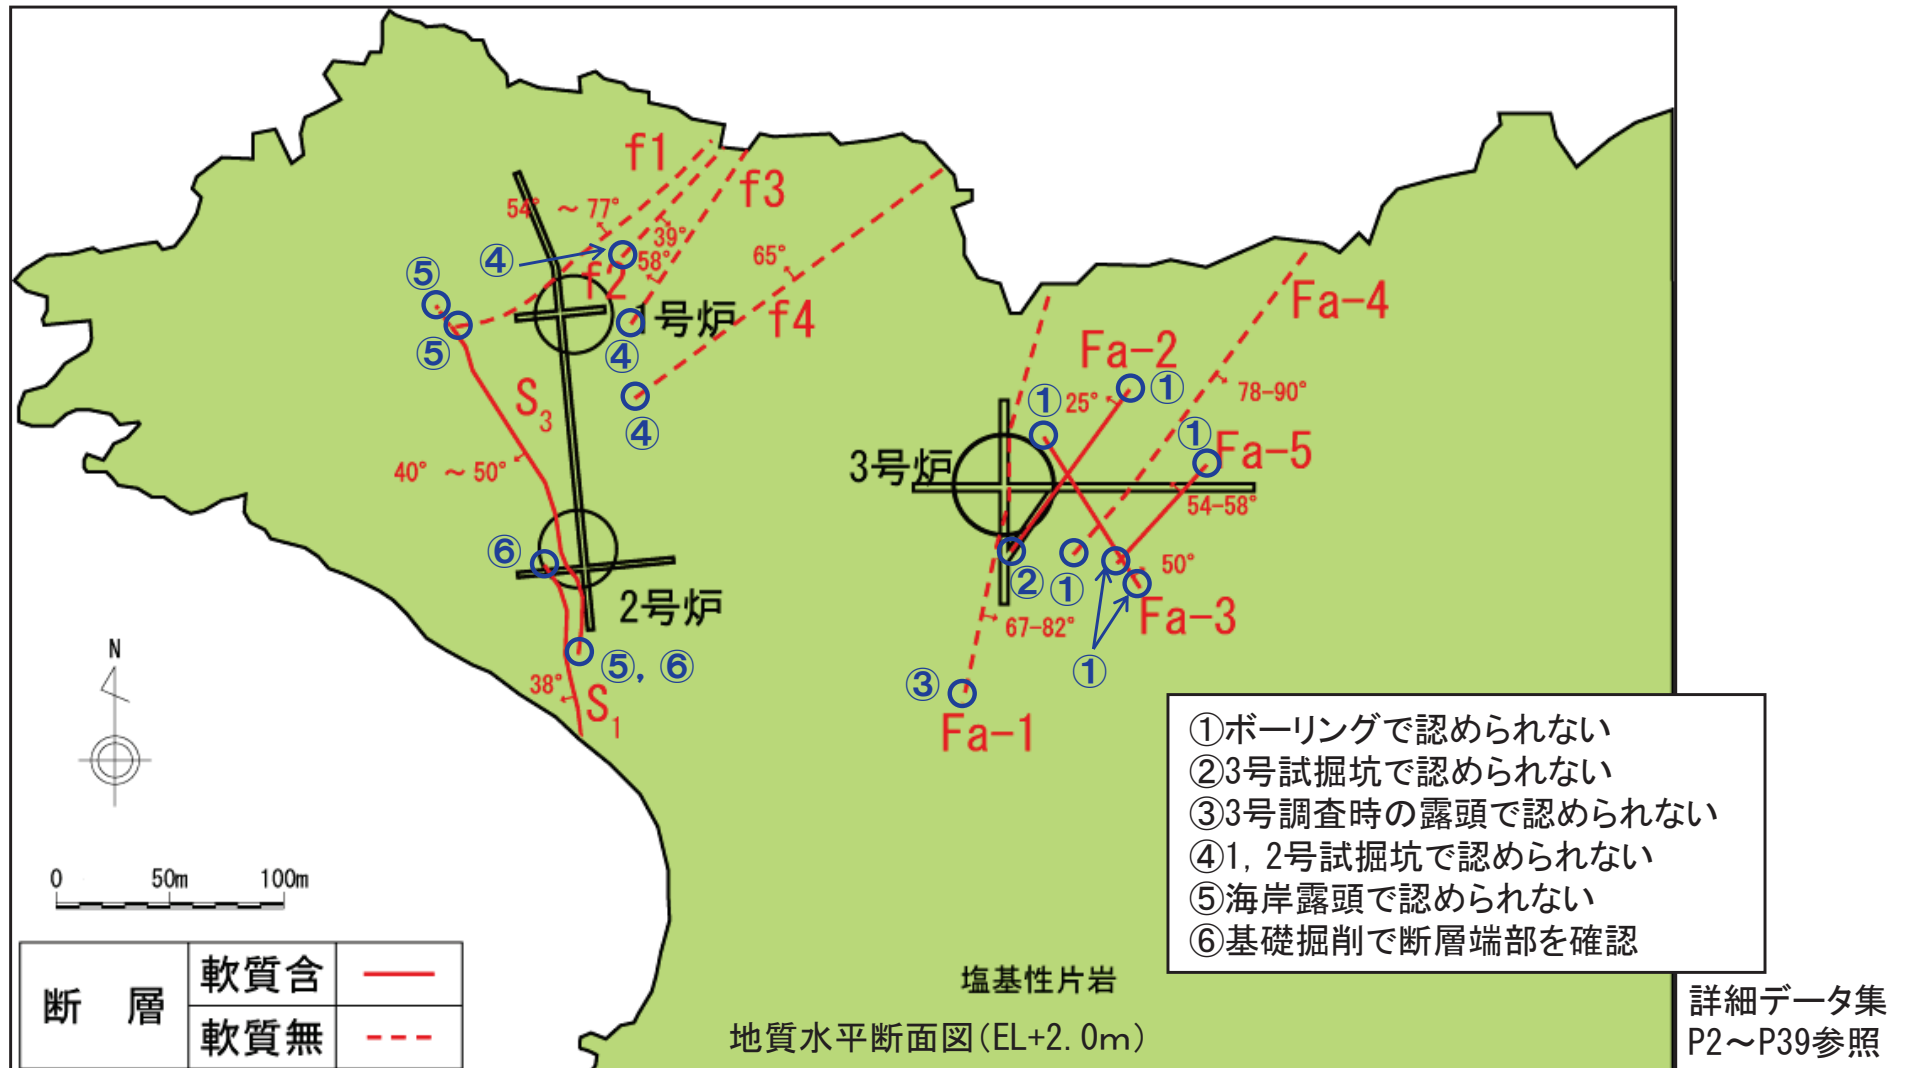 f1
f3
54° ～77°
39°
④
58°
f2
65°
⑤
1号炉
f4
⑤
④
S3
④
40° ～50°
⑥
2号炉
⑤, ⑥
38°
S1
Fa-4
Fa-2
①
25°
①
78-90°
①
Fa-5
3号炉
54-58°
②
①
50°
Fa-3
67-82°
①
③
Fa-1
N
0 50m 100m
①ボーリングで認められない
②3号試掘坑で認められない
③3号調査時の露頭で認められない
④1, 2号試掘坑で認められない
⑤海岸露頭で認められない
⑥基礎掘削で断層端部を確認
断 層
軟質含
軟質無
塩基性片岩
地質水平断面図(EL+2.0m)
詳細データ集
P2～P39参照